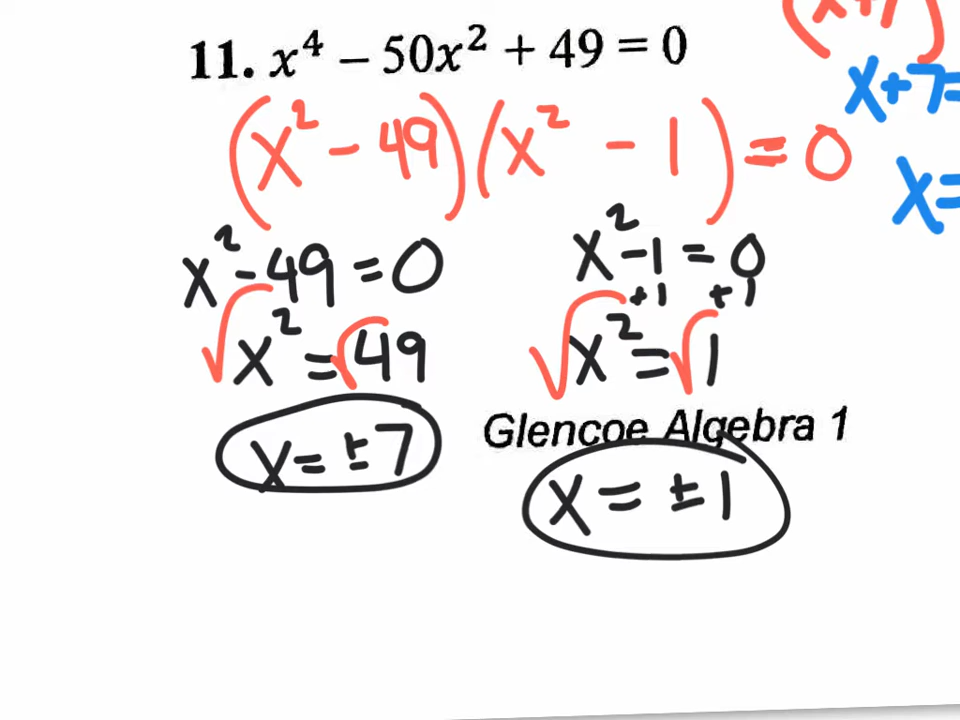 11. x⁴ – 50x² + 49 = 0
(x² - 49)(x² - 1) = 0
x² - 49 = 0
√x² = √49
x = ±7
x² - 1 = 0
+1 +1
√x² = √1
Glencoe Algebra 1
x = ±1
x+7=
x=